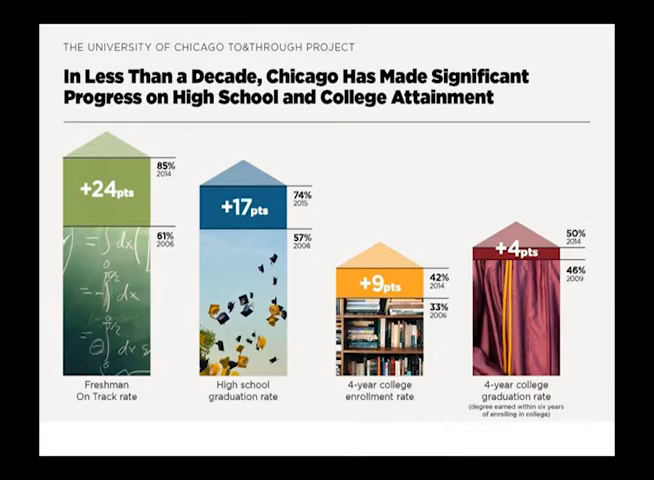 THE UNIVERSITY OF CHICAGO TO&THROUGH PROJECT
In Less Than a Decade, Chicago Has Made Significant
Progress on High School and College Attainment
+24pts
85%
2014
61%
2006
Freshman
On Track rate
+17pts
74%
2015
57%
2006
High school
graduation rate
+9pts
42%
2014
33%
2006
4-year college
enrollment rate
+4pts
50%
2014
46%
2009
4-year college
graduation rate
(degree earned within six years
of enrolling in college)